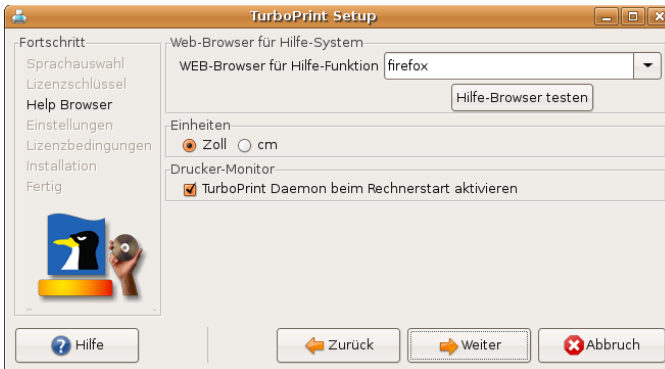 TurboPrint Setup
Fortschritt
Sprachauswahl
Lizenzschlüssel
Help Browser
Einstellungen
Lizenzbedingungen
Installation
Fertig
Web-Browser für Hilfe-System
WEB-Browser für Hilfe-Funktion firefox
Hilfe-Browser testen
Einheiten
Zoll cm
Drucker-Monitor
TurboPrint Daemon beim Rechnerstart aktivieren
Hilfe Zurück Weiter Abbruch